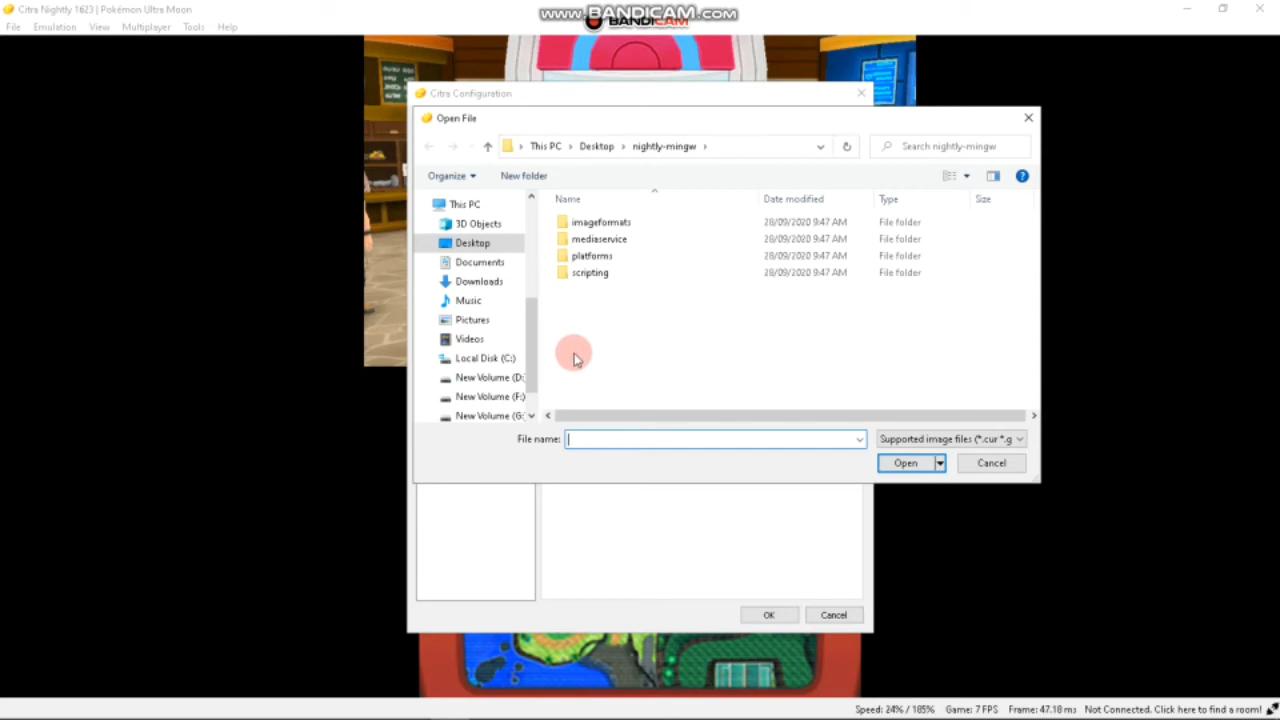 Citra Nightly 1623 | Pokémon Ultra Moon
www.BANDICAM.com
BANDICAM
File Emulation View Multiplayer Tools Help
Citra Configuration
Open File
This PC > Desktop > nightly-mingw >
Search nightly-mingw
Organize New folder
Name Date modified Type Size
This PC
3D Objects
Desktop
Documents
Downloads
Music
Pictures
Videos
Local Disk (C:)
New Volume (D:
New Volume (F:)
New Volume (G:
imageformats 28/09/2020 9:47 AM File folder
mediaservice 28/09/2020 9:47 AM File folder
platforms 28/09/2020 9:47 AM File folder
scripting 28/09/2020 9:47 AM File folder
File name: Supported image files (*.cur *.g
Open Cancel
OK Cancel
Speed: 24% / 185% Game: 7 FPS Frame: 47.18 ms Not Connected. Click here to find a room!